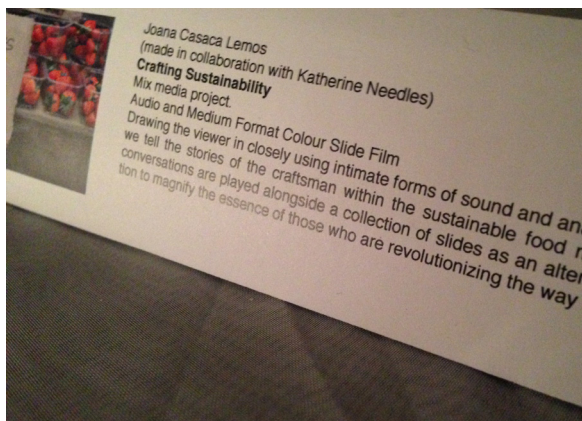 Joana Casaca Lemos
(made in collaboration with Katherine Needles)
Crafting Sustainability
Mix media project.
Audio and Medium Format Colour Slide Film
Drawing the viewer in closely using intimate forms of sound and
we tell the stories of the craftsman within the sustainable food
conversations are played alongside a collection of slides as an
tion to magnify the essence of those who are revolutionizing the way